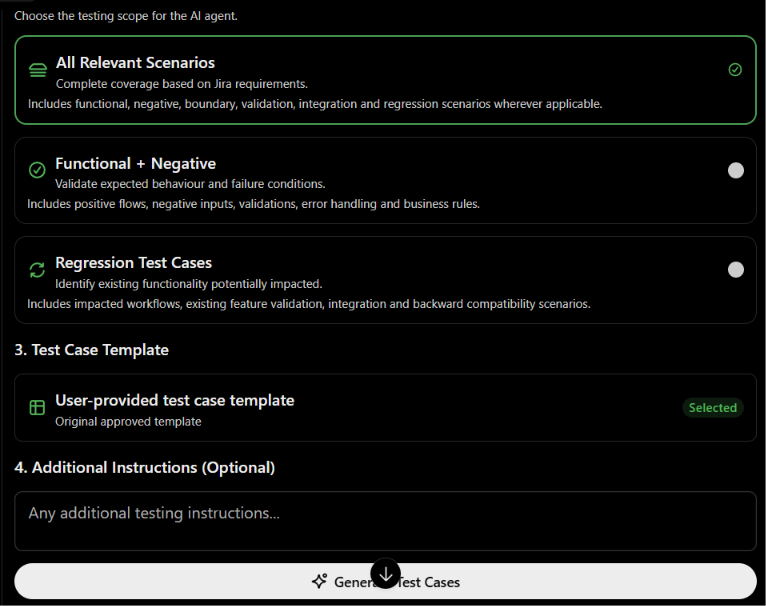 Choose the testing scope for the AI agent.
All Relevant Scenarios
Complete coverage based on Jira requirements.
Includes functional, negative, boundary, validation, integration and regression scenarios wherever applicable.
Functional + Negative
Validate expected behaviour and failure conditions.
Includes positive flows, negative inputs, validations, error handling and business rules.
Regression Test Cases
Identify existing functionality potentially impacted.
Includes impacted workflows, existing feature validation, integration and backward compatibility scenarios.
3. Test Case Template
User-provided test case template
Original approved template
Selected
4. Additional Instructions (Optional)
Any additional testing instructions...
Test Cases